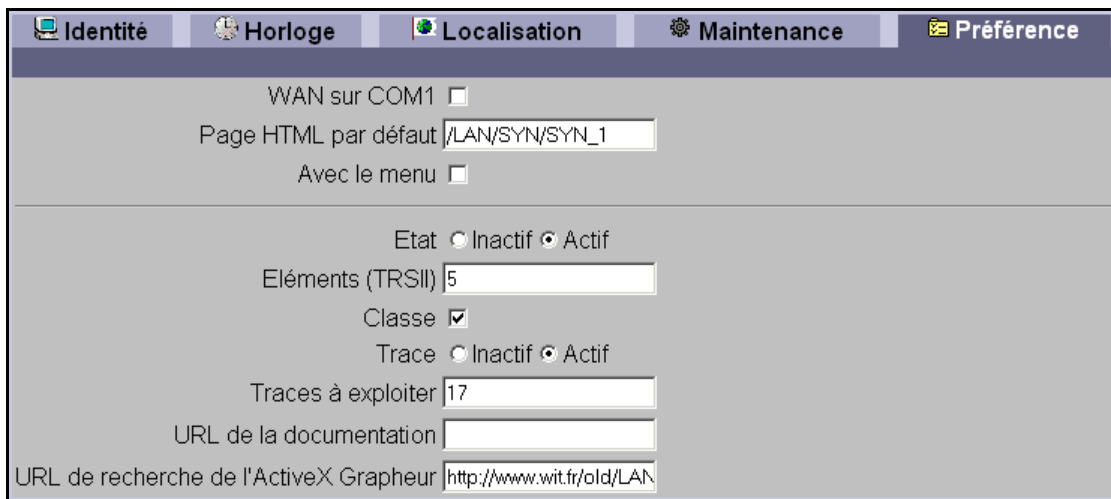 Identité Horloge Localisation Maintenance Préférence
WAN sur COM1
Page HTML par défaut /LAN/SYN/SYN_1
Avec le menu
Etat Inactif Actif
Eléments (TRSII) 5
Classe
Trace Inactif Actif
Traces à exploiter 17
URL de la documentation
URL de recherche de l'ActiveX Grapheur http://www.wit.fr/old/LAN